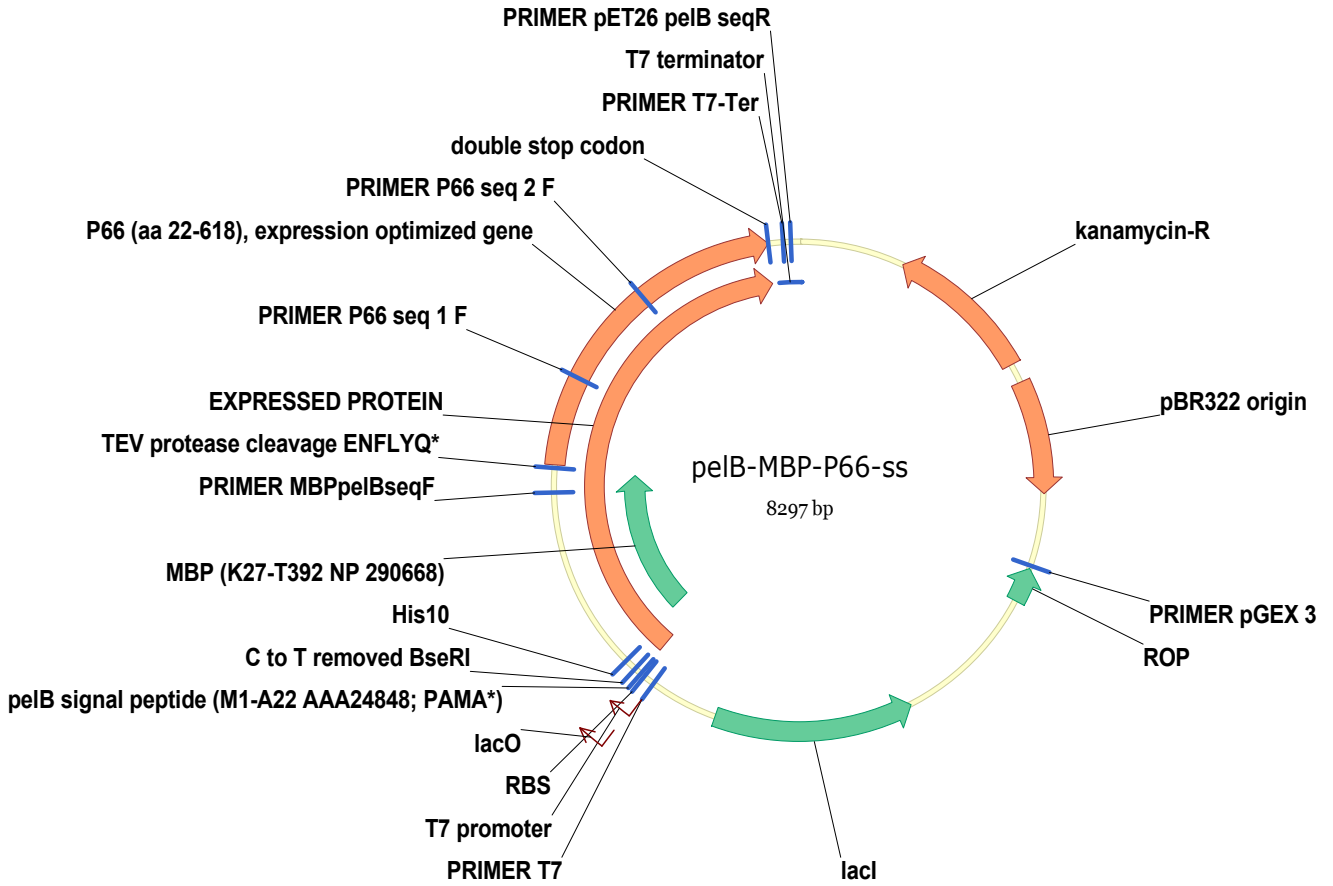 PRIMER pET26 pelB seqR
T7 terminator
PRIMER T7-Ter
double stop codon
PRIMER P66 seq 2 F
P66 (aa 22-618), expression optimized gene
PRIMER P66 seq 1 F
EXPRESSED PROTEIN
TEV protease cleavage ENFLYQ*
PRIMER MBPpelBseqF
MBP (K27-T392 NP 290668)
His10
C to T removed BseRI
pelB signal peptide (M1-A22 AAA24848; PAMA*)
lacO
RBS
T7 promoter
PRIMER T7
kanamycin-R
pBR322 origin
pelB-MBP-P66-ss
8297 bp
PRIMER pGEX 3
ROP
lacI